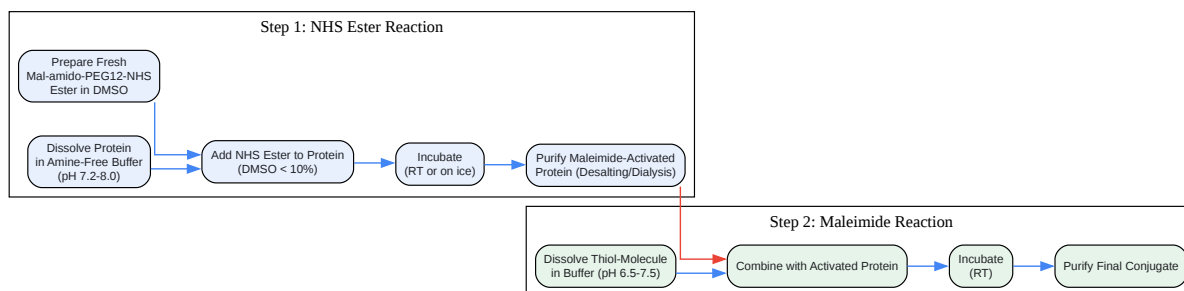 Step 1: NHS Ester Reaction
Prepare Fresh
Mal-amido-PEG12-NHS
Ester in DMSO
Dissolve Protein
in Amine-Free Buffer
(pH 7.2-8.0)
Add NHS Ester to Protein
(DMSO < 10%)
Incubate
(RT or on ice)
Purify Maleimide-Activated
Protein (Desalting/Dialysis)
Step 2: Maleimide Reaction
Dissolve Thiol-Molecule
in Buffer (pH 6.5-7.5)
Combine with Activated Protein
Incubate
(RT)
Purify Final Conjugate